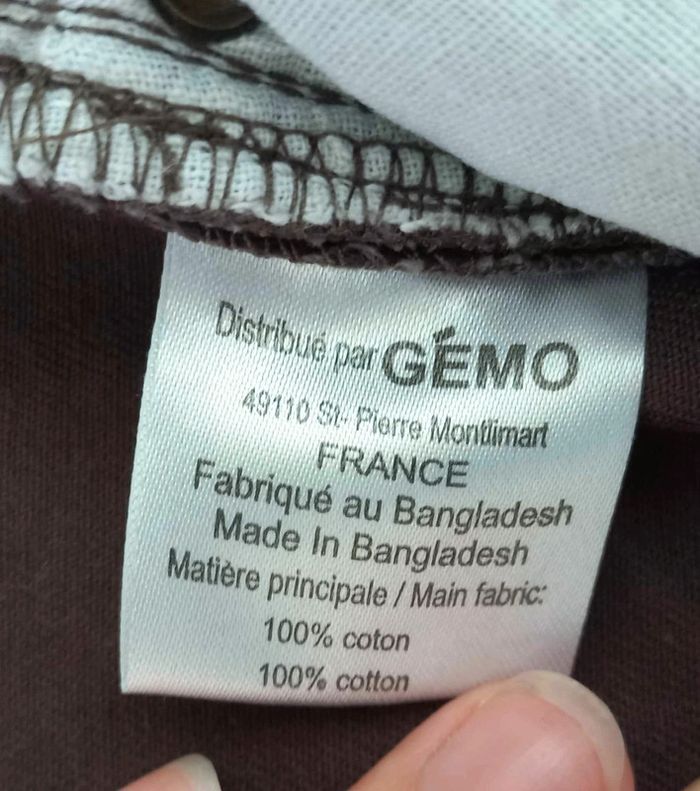 Distribué par GÉMO
49110 St- Pierre Montlimart
FRANCE
Fabriqué au Bangladesh
Made In Bangladesh
Matière principale / Main fabric:
100% coton
100% cotton